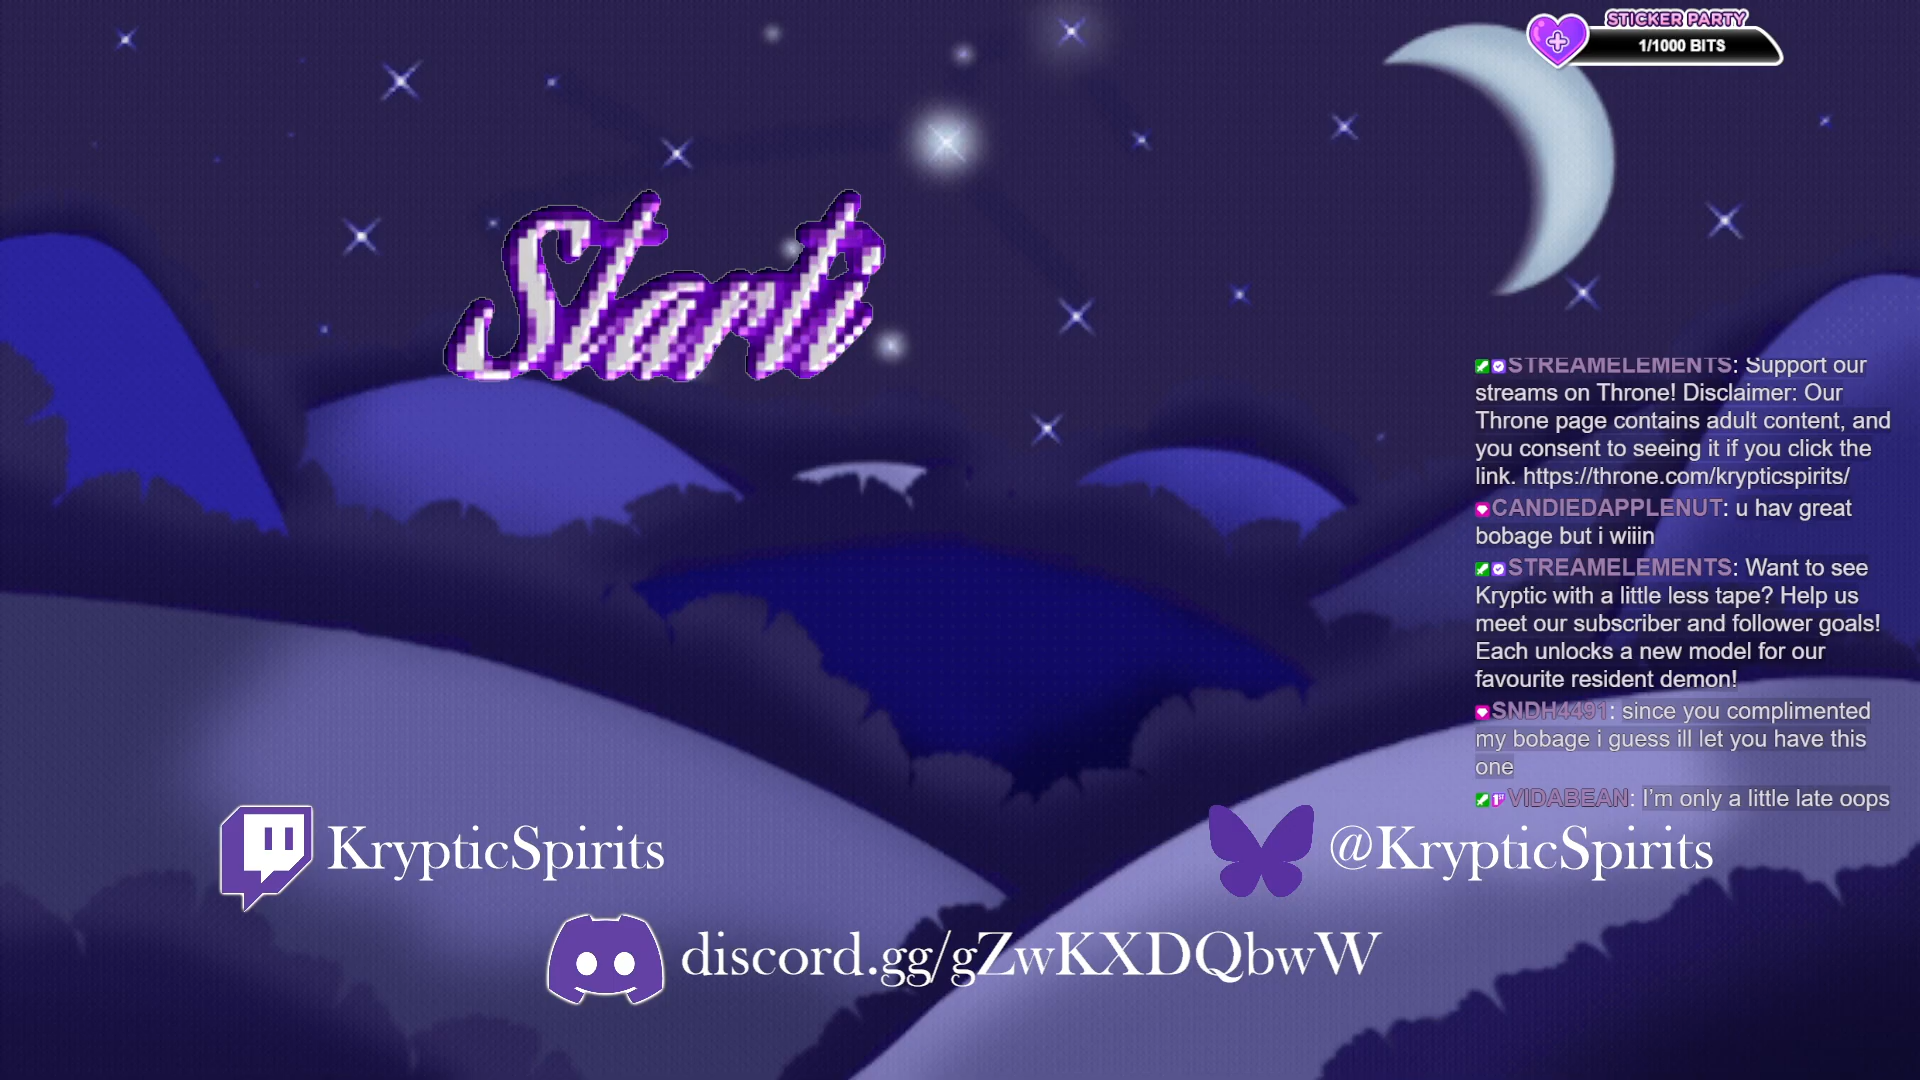 STICKER PARTY
1/1000 BITS
Starti
STREAMELEMENTS: Support our
streams on Throne! Disclaimer: Our
Throne page contains adult content, and
you consent to seeing it if you click the
link. https://throne.com/krypticspirits/
CANDIEDAPPLENUT: u hav great
bobage but i wiiin
STREAMELEMENTS: Want to see
Kryptic with a little less tape? Help us
meet our subscriber and follower goals!
Each unlocks a new model for our
favourite resident demon!
SNDH4491: since you complimented
my bobage i guess ill let you have this
one
VIDABEAN: I’m only a little late oops
KrypticSpirits
@KrypticSpirits
discord.gg/gZwKXDQbwW